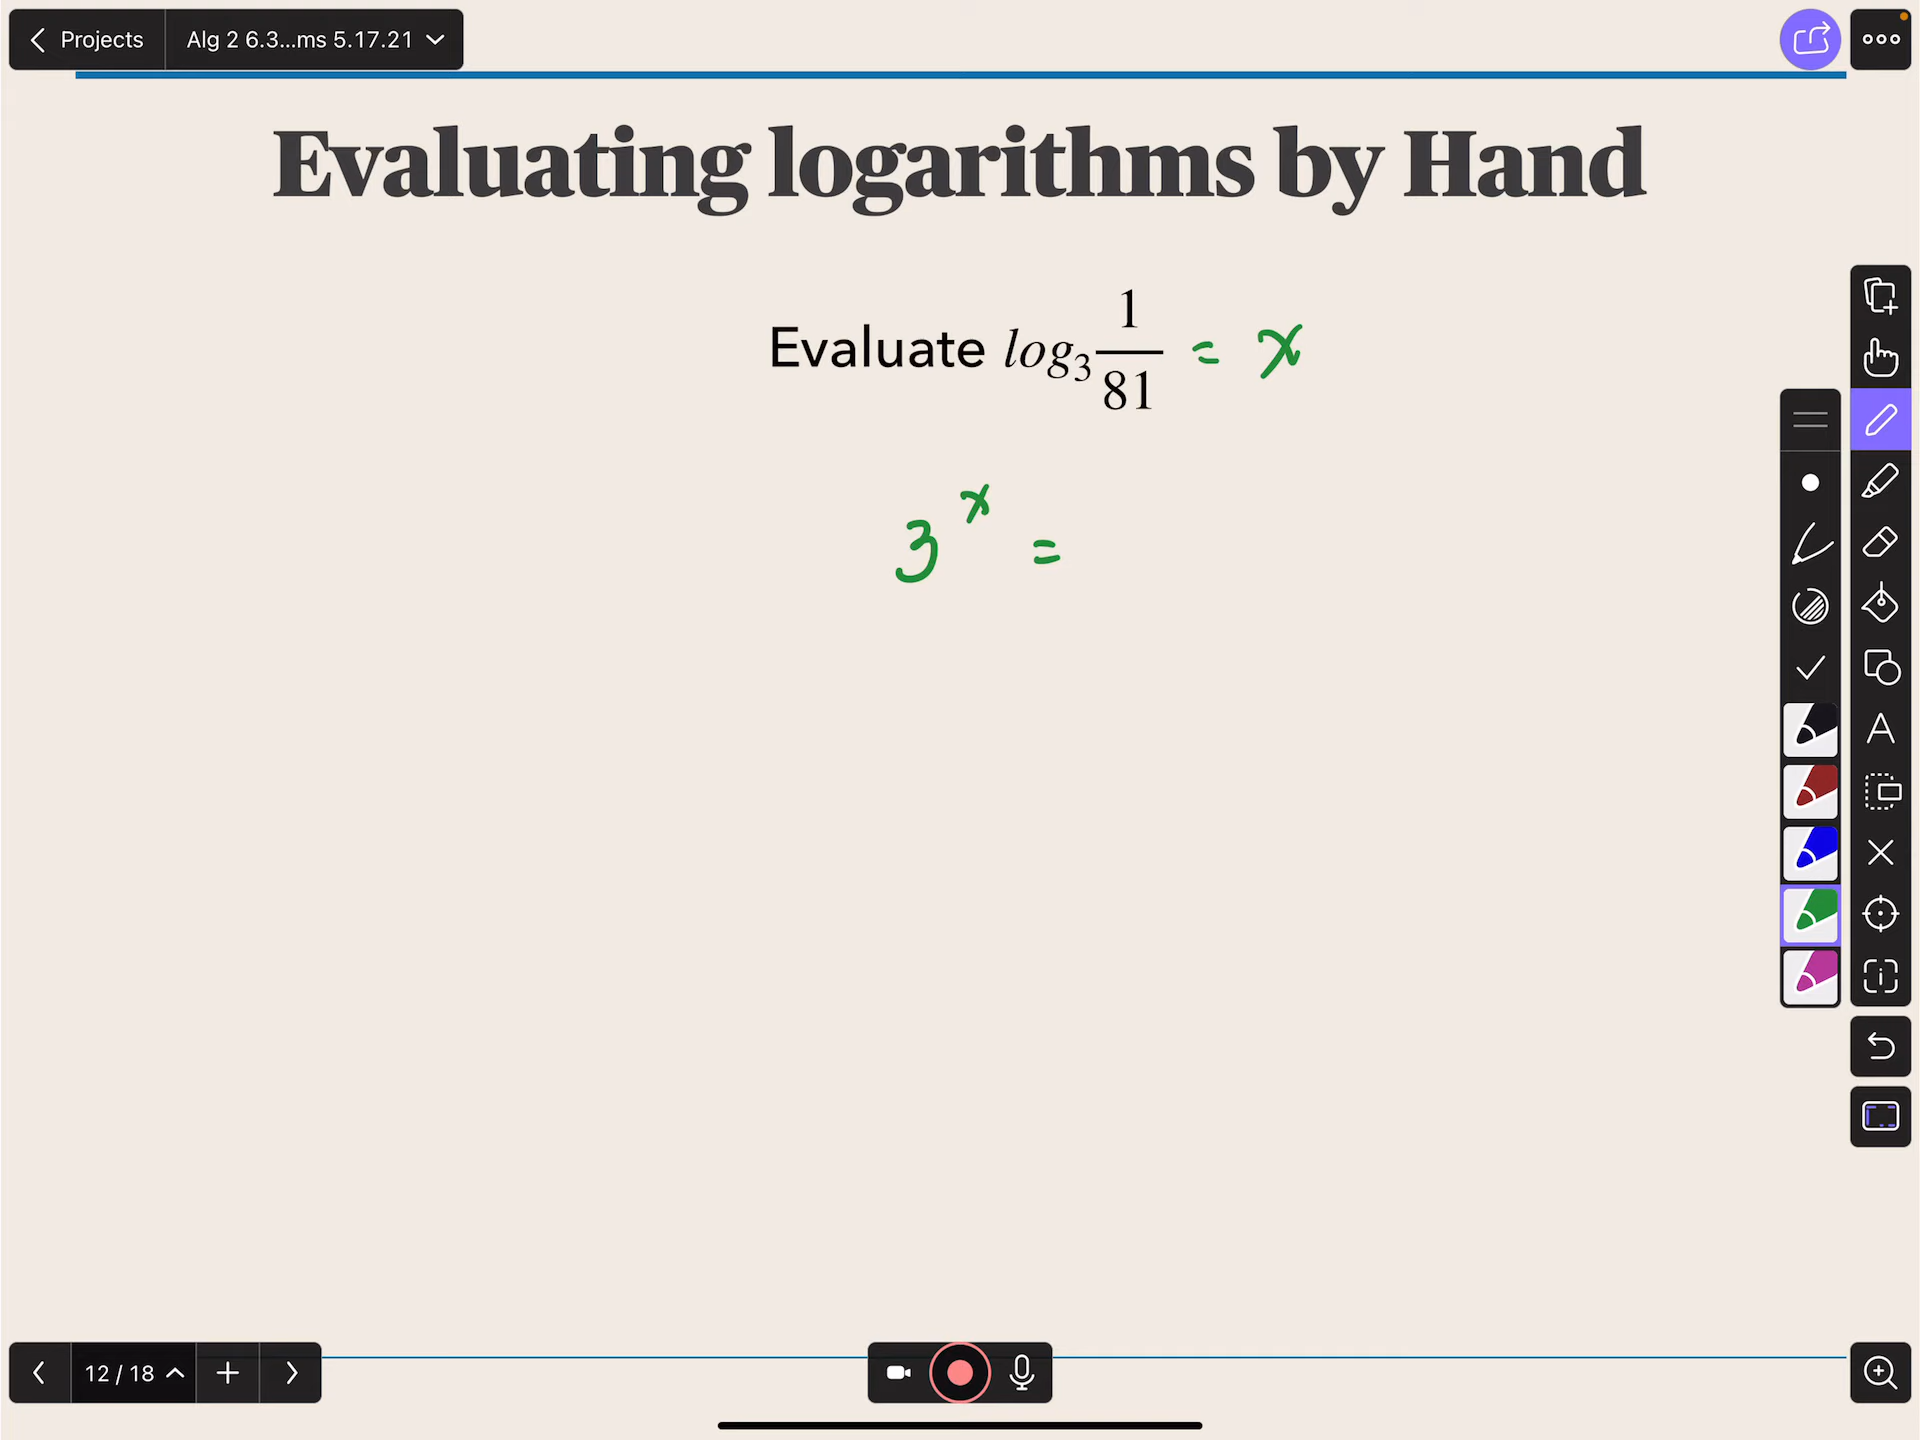 Projects Alg 2 6.3...ms 5.17.21
Evaluating logarithms by Hand
Evaluate log₃ 1/81 = x
3ˣ =
A
12 / 18